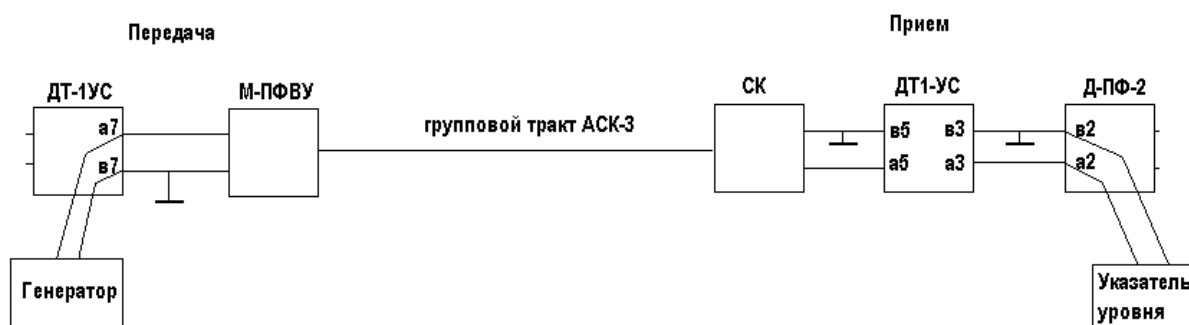 Передача
Прием
ДТ-1УС
М-ПФВУ
СК
ДТ1-УС
Д-ПФ-2
а7
в7
групповой тракт АСК-3
в5
в3
а5
а3
в2
а2
Генератор
Указатель
уровня